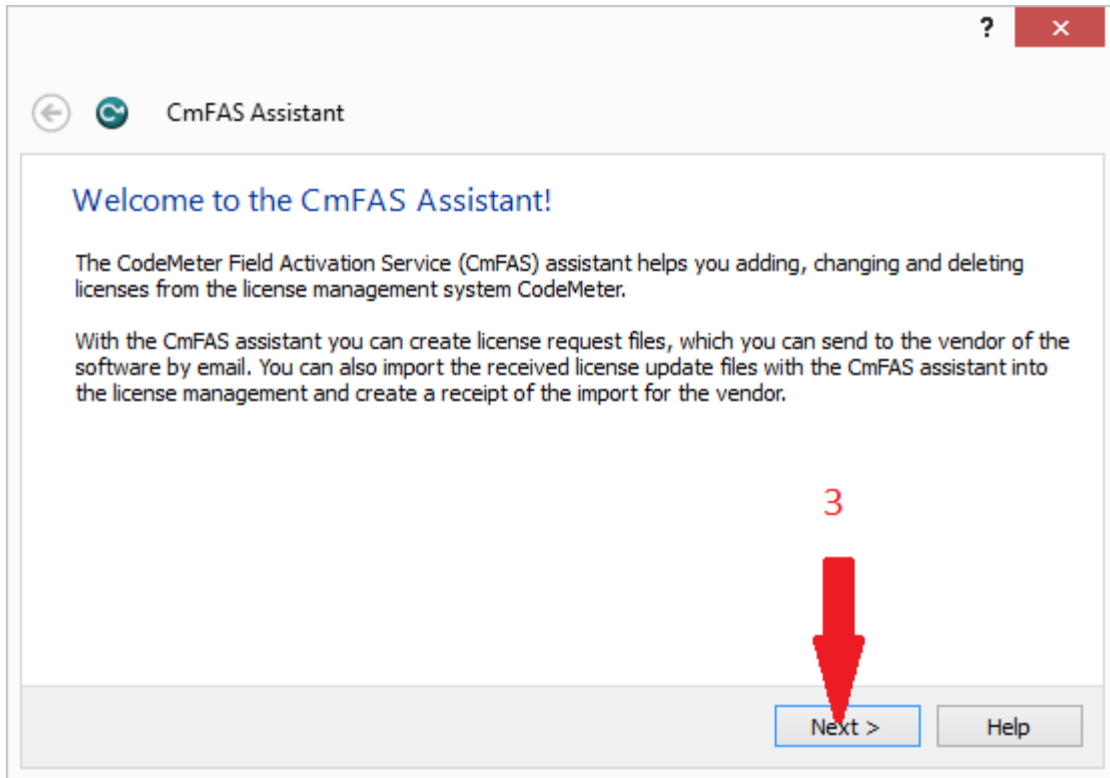 ?
CmFAS Assistant
Welcome to the CmFAS Assistant!
The CodeMeter Field Activation Service (CmFAS) assistant helps you adding, changing and deleting
licenses from the license management system CodeMeter.
With the CmFAS assistant you can create license request files, which you can send to the vendor of the
software by email. You can also import the received license update files with the CmFAS assistant into
the license management and create a receipt of the import for the vendor.
3
Next > Help